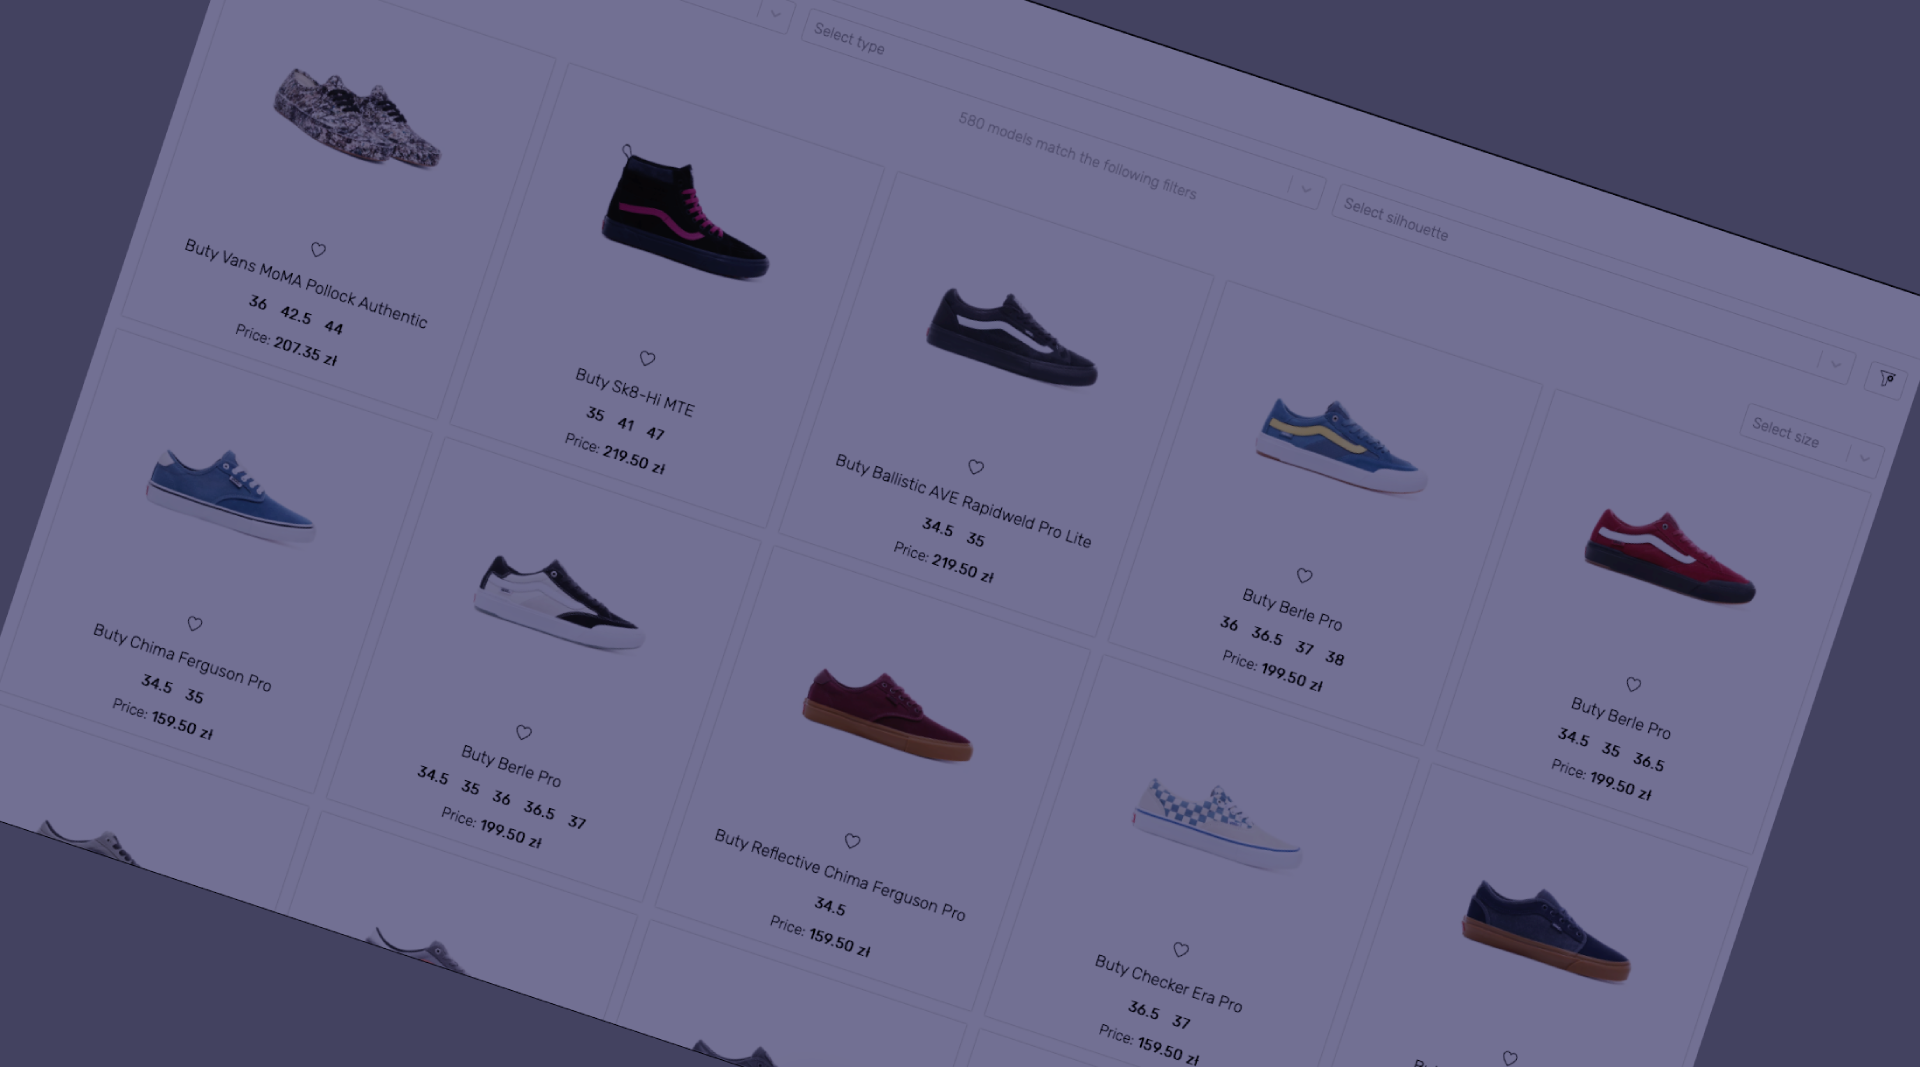 Select type
Select silhouette
580 models match the following filters
Select size
Buty Vans MoMA Pollock Authentic
36 42.5 44
Price: 207.35 zł
Buty Sk8-Hi MTE
35 41 47
Price: 219.50 zł
Buty Ballistic AVE Rapidweld Pro Lite
34.5 35
Price: 219.50 zł
Buty Berle Pro
36 36.5 37 38
Price: 199.50 zł
Buty Berle Pro
34.5 35 36.5
Price: 199.50 zł
Buty Chima Ferguson Pro
34.5 35
Price: 159.50 zł
Buty Berle Pro
34.5 35 36 36.5 37
Price: 199.50 zł
Buty Reflective Chima Ferguson Pro
34.5
Price: 159.50 zł
Buty Checker Era Pro
36.5 37
Price: 159.50 zł